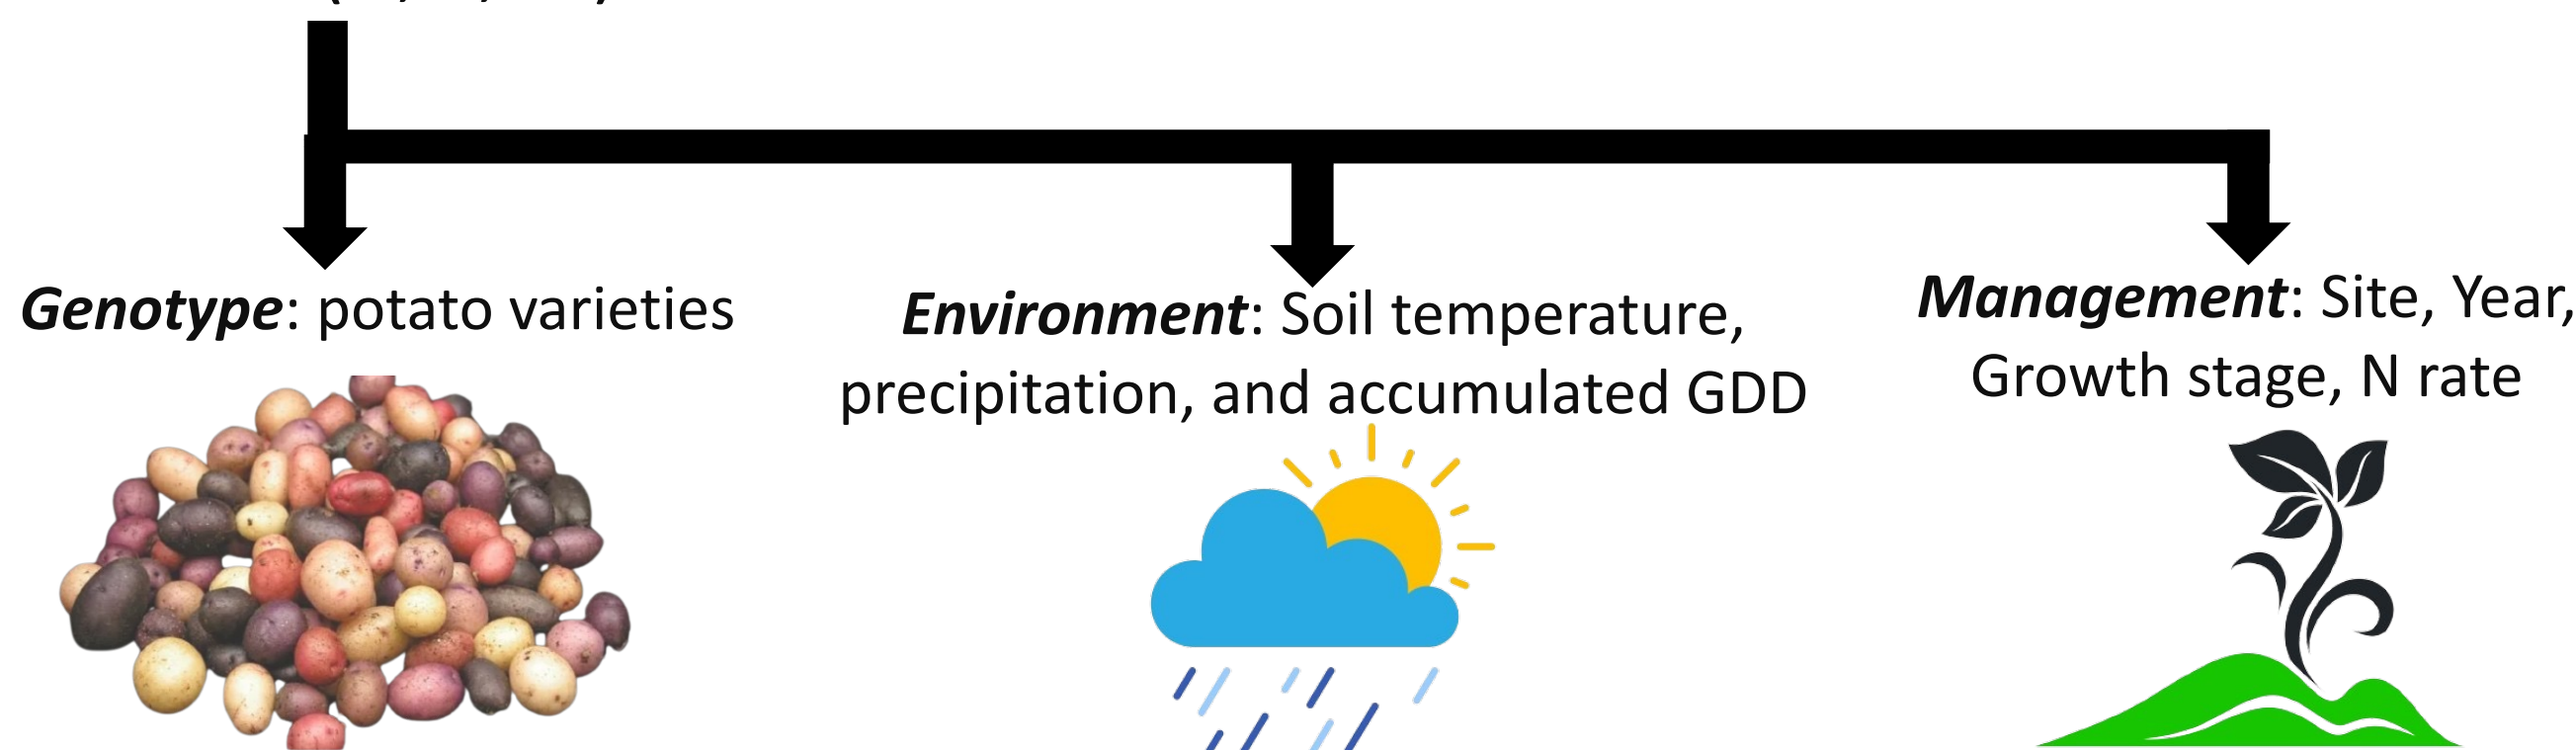 Genotype: potato varieties
Environment: Soil temperature,
precipitation, and accumulated GDD
Management: Site, Year,
Growth stage, N rate